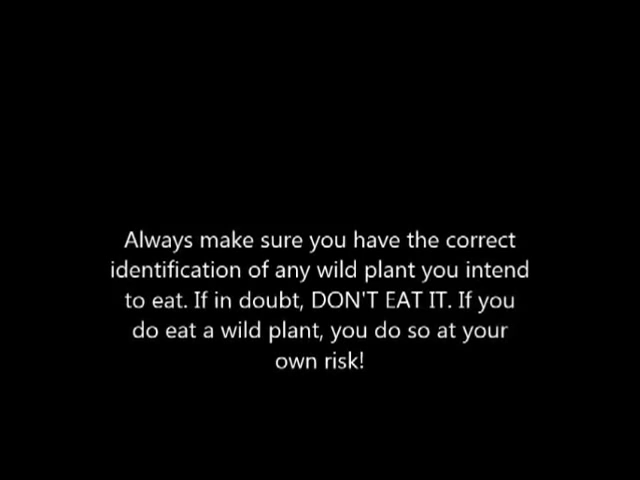 Always make sure you have the correct
identification of any wild plant you intend
to eat. If in doubt, DON'T EAT IT. If you
do eat a wild plant, you do so at your
own risk!